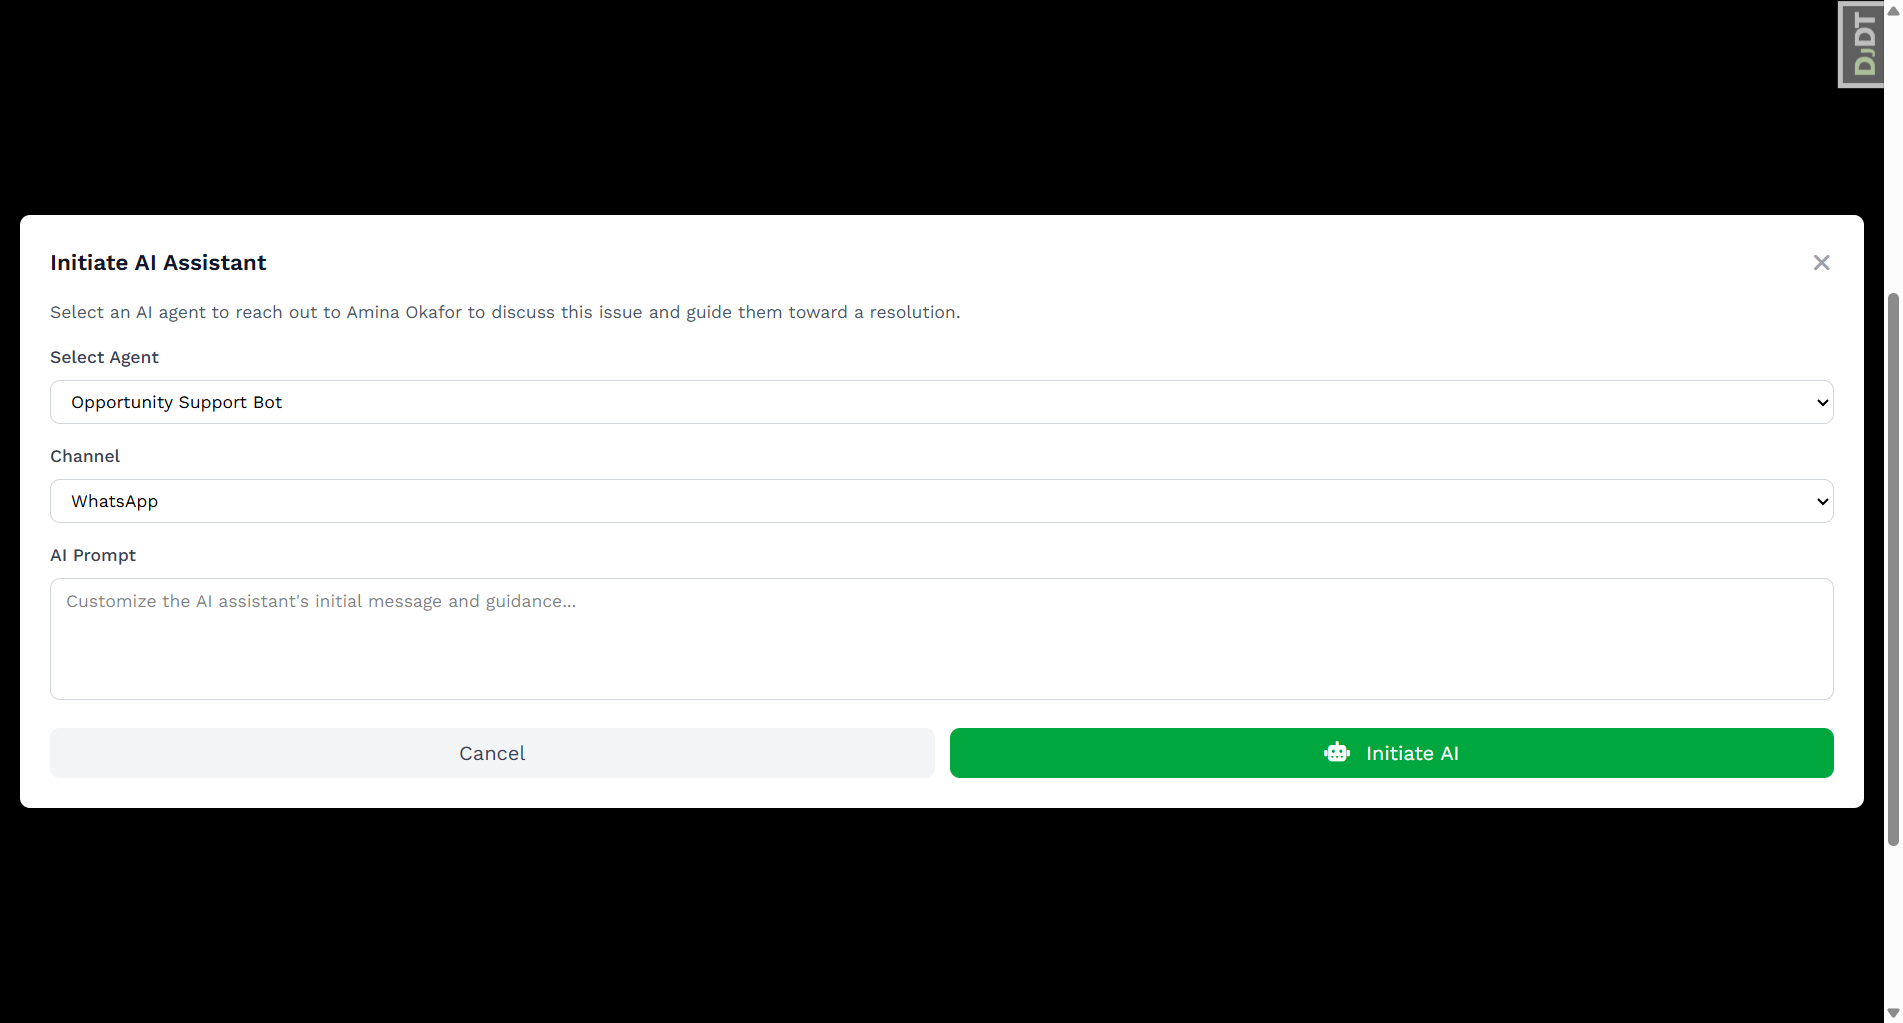 DJDT
Initiate AI Assistant
Select an AI agent to reach out to Amina Okafor to discuss this issue and guide them toward a resolution.
Select Agent
Opportunity Support Bot
Channel
WhatsApp
AI Prompt
Customize the AI assistant's initial message and guidance...
Cancel
Initiate AI